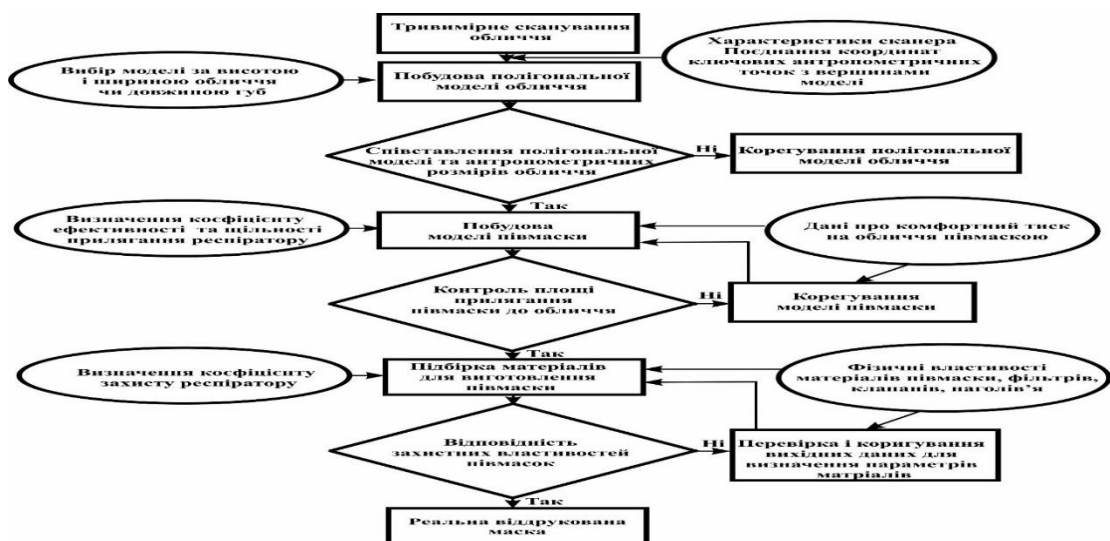 Тривимірне сканування
обличчя
Характеристики сканера
Поєднання координат
ключових антропометричних
точок з вершинами
моделі
Вибір моделі за висотою
і шириною обличчя
чи довжиною губ
Побудова полігональної
моделі обличчя
Співставлення полігональної
моделі та антропометричних
розмірів обличчя
Ні
Корегування полігональної
моделі обличчя
Так
Визначення коефіцієнту
ефективності та щільності
прилягання респіратору
Побудова
моделі півмаски
Дані про комфортний тиск
на обличчя півмаскою
Контроль площі
прилягання
півмаски до обличчя
Ні
Корегування
моделі півмаски
Так
Визначення коефіцієнту
захисту респіратору
Підбірка матеріалів
для виготовлення
півмаски
Фізичні властивості
матеріалів півмаски, фільтрів,
клапанів, наголів’я
Відповідність
захистних властивостей
півмасок
Ні
Перевірка і коригування
вихідних даних для
визначення параметрів
матріалів
Так
Реальна віддрукована
маска